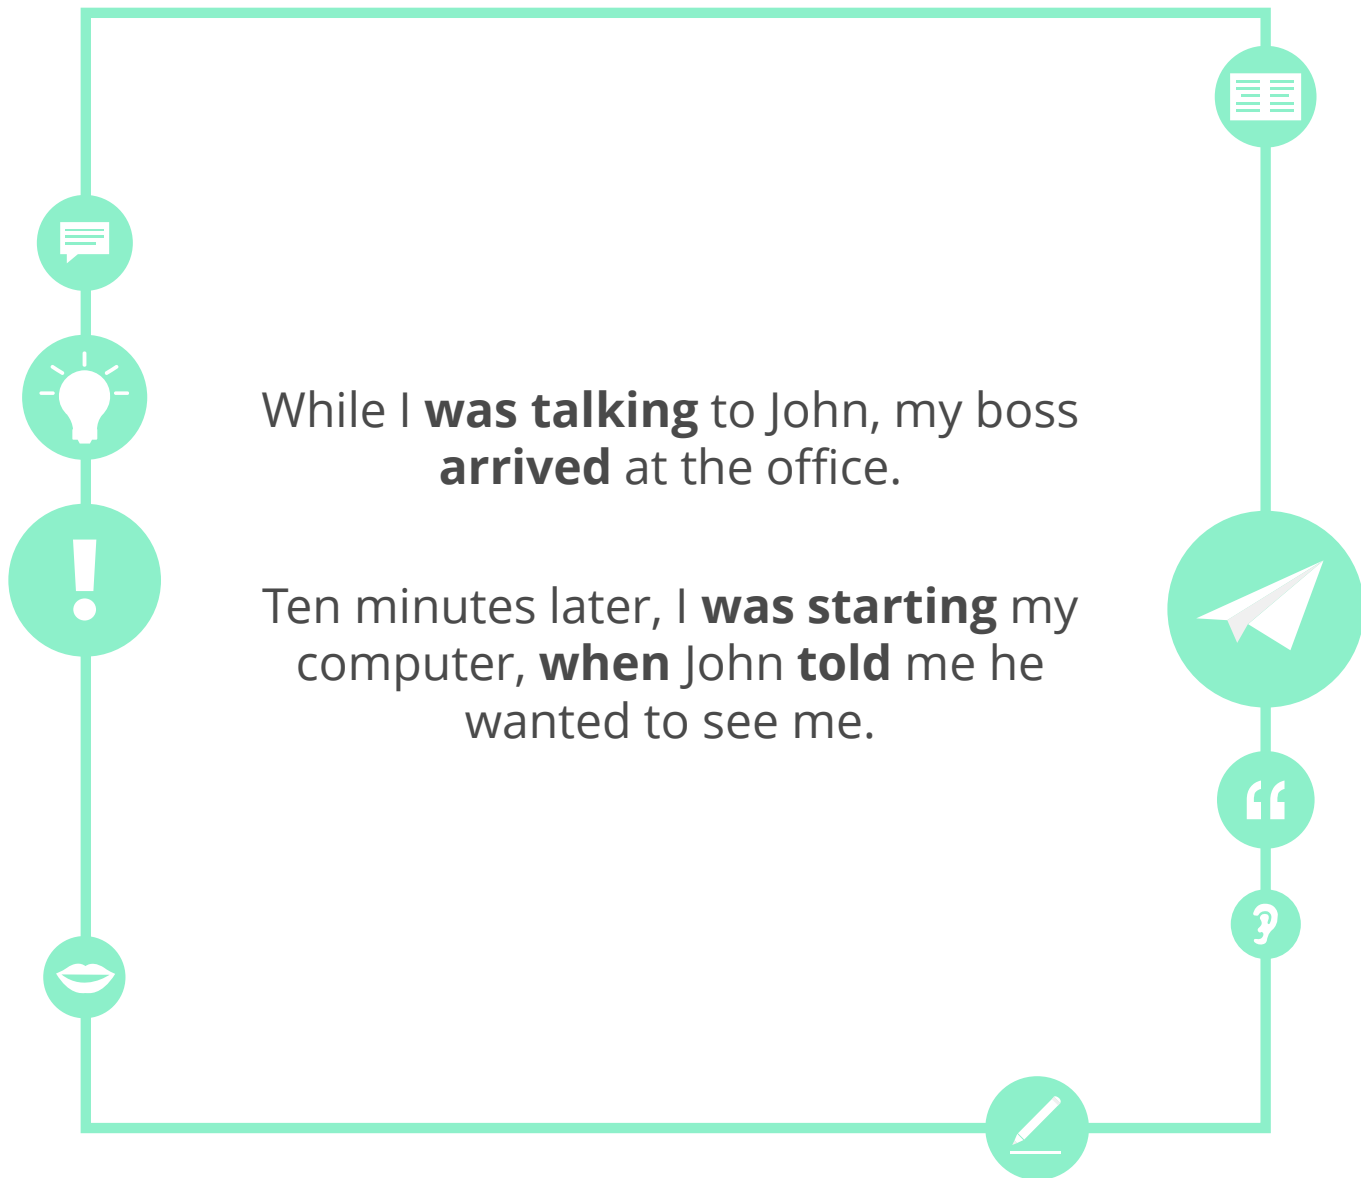 While I was talking to John, my boss
arrived at the office.
Ten minutes later, I was starting my
computer, when John told me he
wanted to see me.